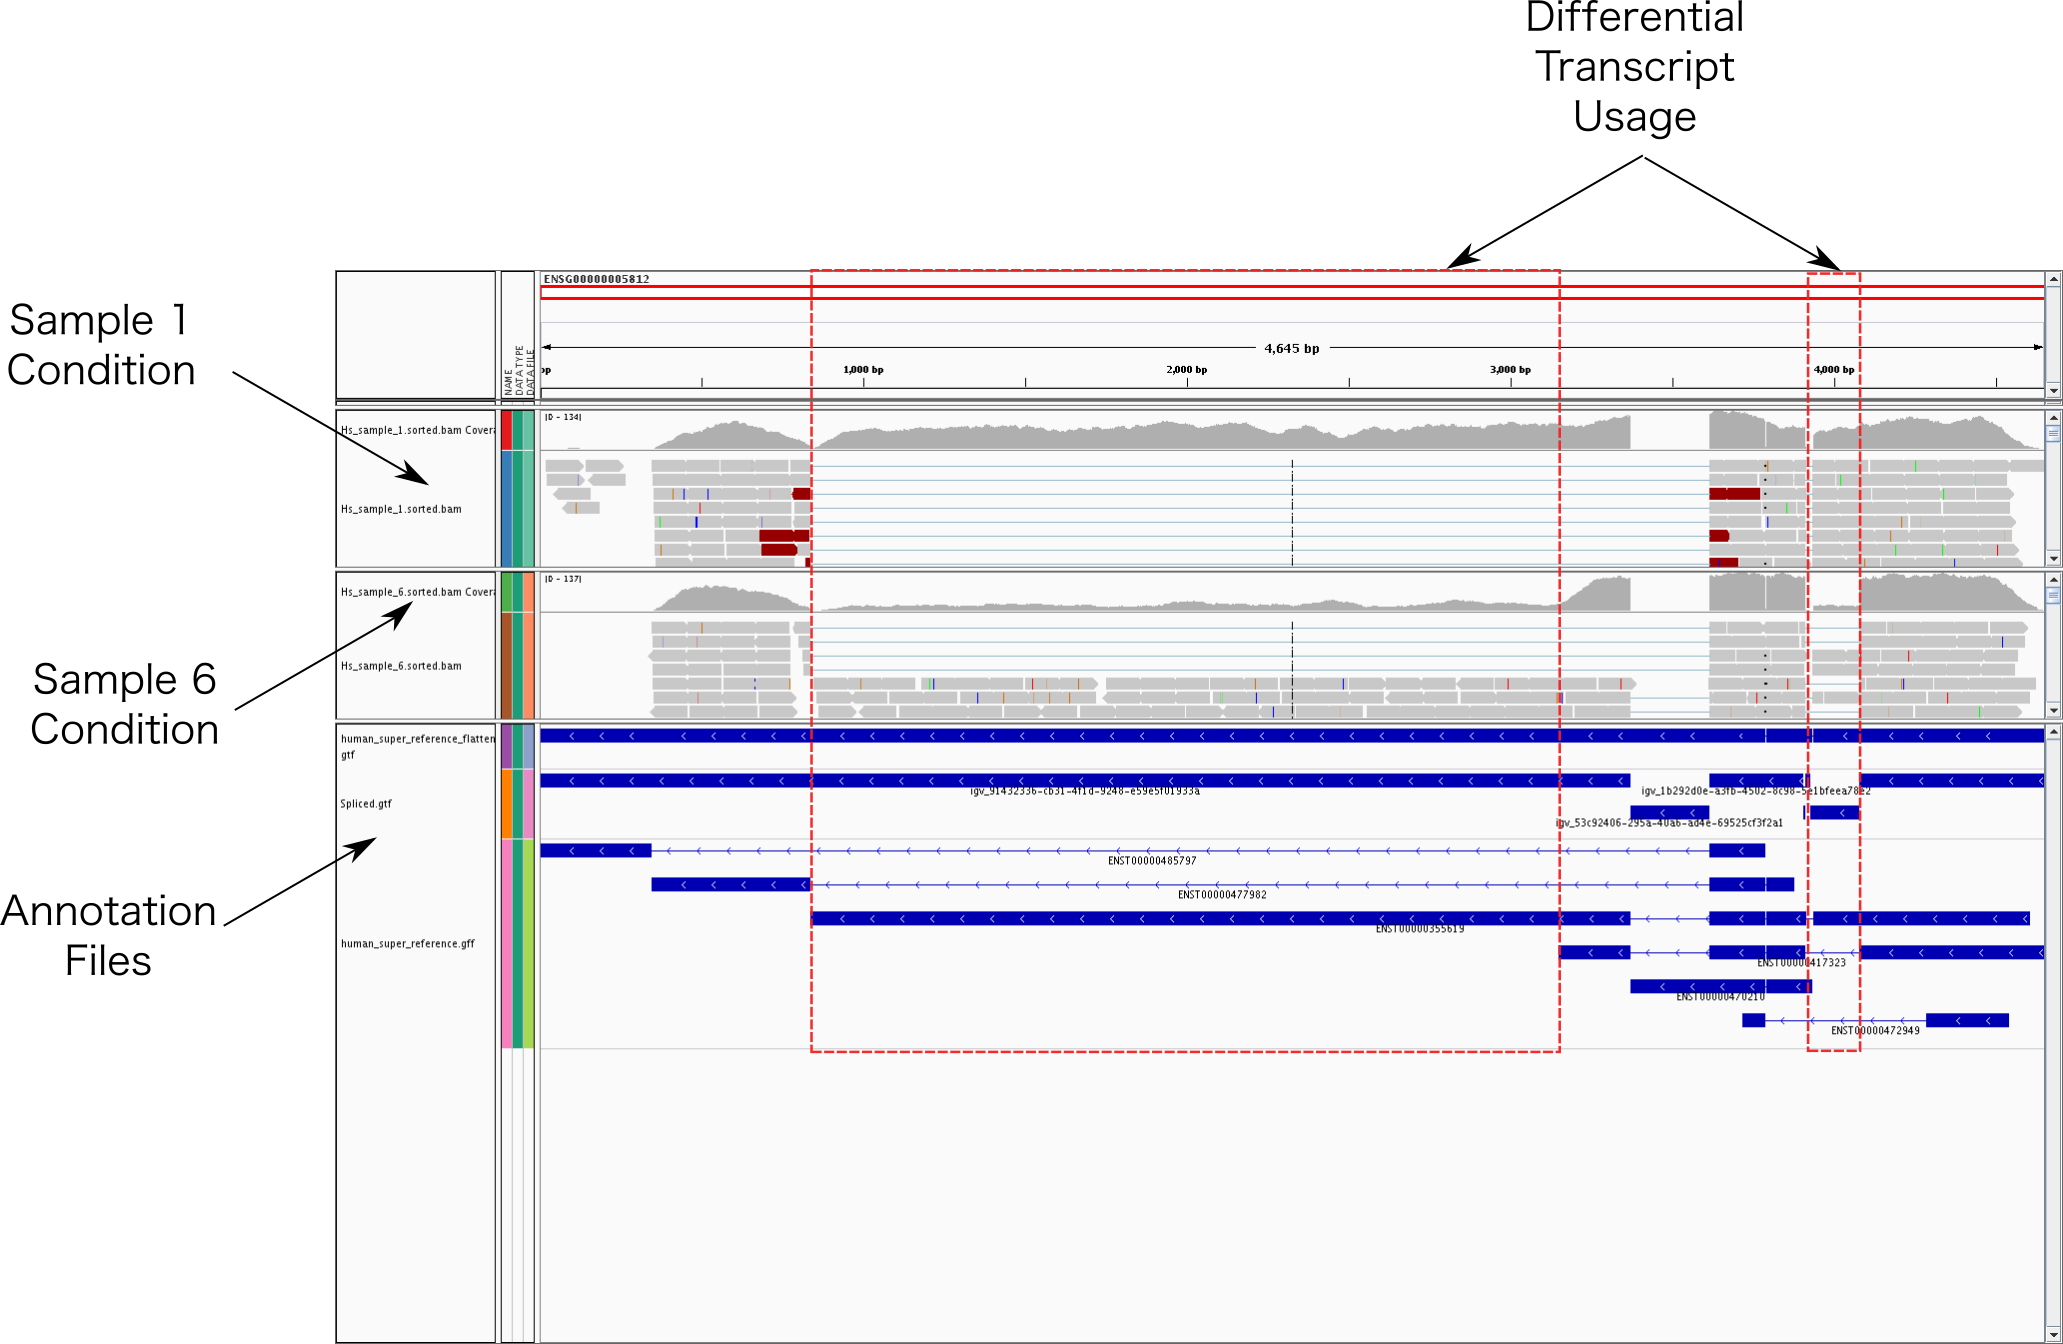 Differential
Transcript
Usage
Sample 1
Condition
Sample 6
Condition
Annotation
Files
ENSG00000005812
NAME
DATA TYPE
DATA FILE
4,645 bp
bp
1,000 bp
2,000 bp
3,000 bp
4,000 bp
Hs_sample_1.sorted.bam Covera
[0 - 134]
Hs_sample_1.sorted.bam
Hs_sample_6.sorted.bam Covera
[0 - 137]
Hs_sample_6.sorted.bam
human_super_reference_flatten
gtf
Spliced.gtf
igv_91432336-cb31-4f1d-9248-e59e5f01933a
igv_1b292d0e-a3fb-4502-8c98-5e1bfeea78e2
igv_53c92406-295a-40a6-ad4e-69525cf3f2a1
human_super_reference.gff
ENST00000485797
ENST00000477982
ENST00000355619
ENST00000417323
ENST00000470210
ENST00000472949